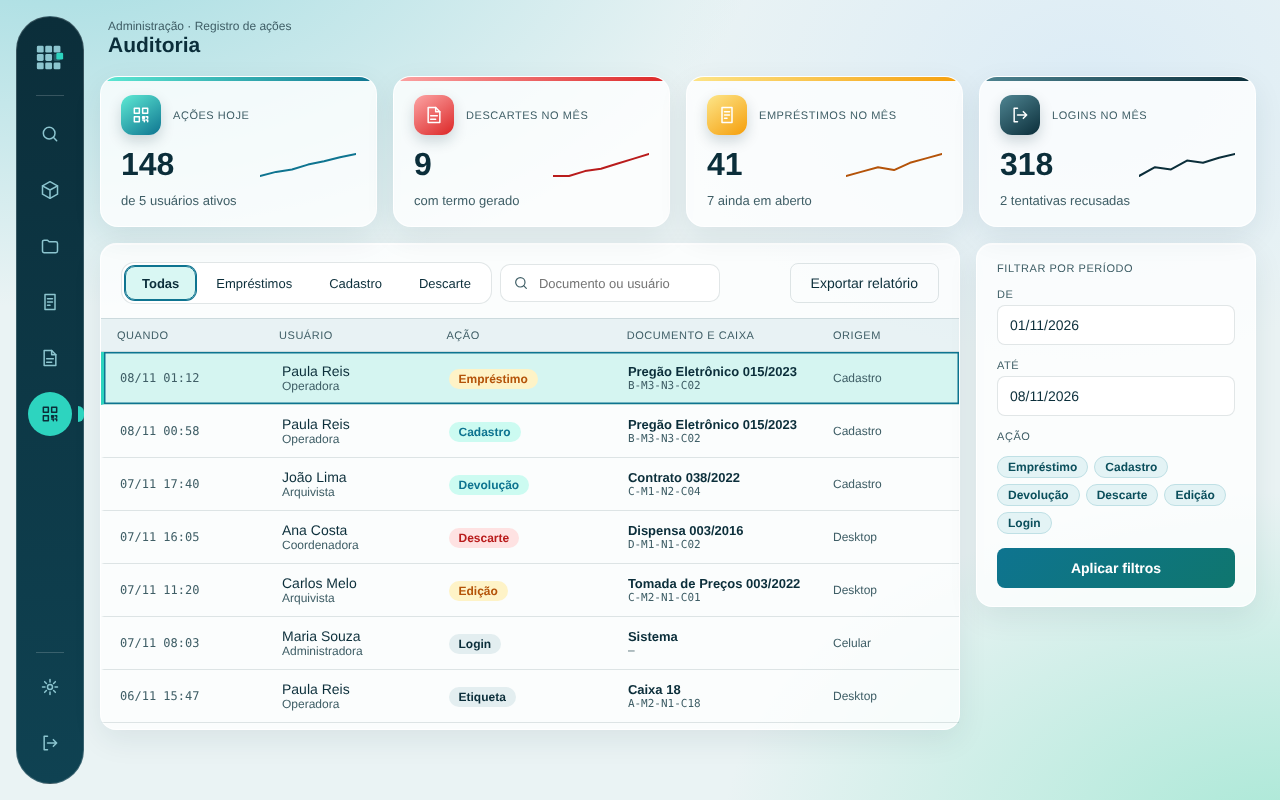 Administração · Registro de ações
Auditoria
AÇÕES HOJE
148
de 5 usuários ativos
DESCARTES NO MÊS
9
com termo gerado
EMPRÉSTIMOS NO MÊS
41
7 ainda em aberto
LOGINS NO MÊS
318
2 tentativas recusadas
Todas Empréstimos Cadastro Descarte Documento ou usuário Exportar relatório
QUANDO USUÁRIO AÇÃO DOCUMENTO E CAIXA ORIGEM
08/11 01:12 Paula Reis Operadora Empréstimo Pregão Eletrônico 015/2023 B-M3-N3-C02 Cadastro
08/11 00:58 Paula Reis Operadora Cadastro Pregão Eletrônico 015/2023 B-M3-N3-C02 Cadastro
07/11 17:40 João Lima Arquivista Devolução Contrato 038/2022 C-M1-N2-C04 Cadastro
07/11 16:05 Ana Costa Coordenadora Descarte Dispensa 003/2016 D-M1-N1-C02 Desktop
07/11 11:20 Carlos Melo Arquivista Edição Tomada de Preços 003/2022 C-M2-N1-C01 Desktop
07/11 08:03 Maria Souza Administradora Login Sistema — Celular
06/11 15:47 Paula Reis Operadora Etiqueta Caixa 18 A-M2-N1-C18 Desktop
FILTRAR POR PERÍODO
DE
01/11/2026
ATÉ
08/11/2026
AÇÃO
Empréstimo Cadastro
Devolução Descarte Edição
Login
Aplicar filtros